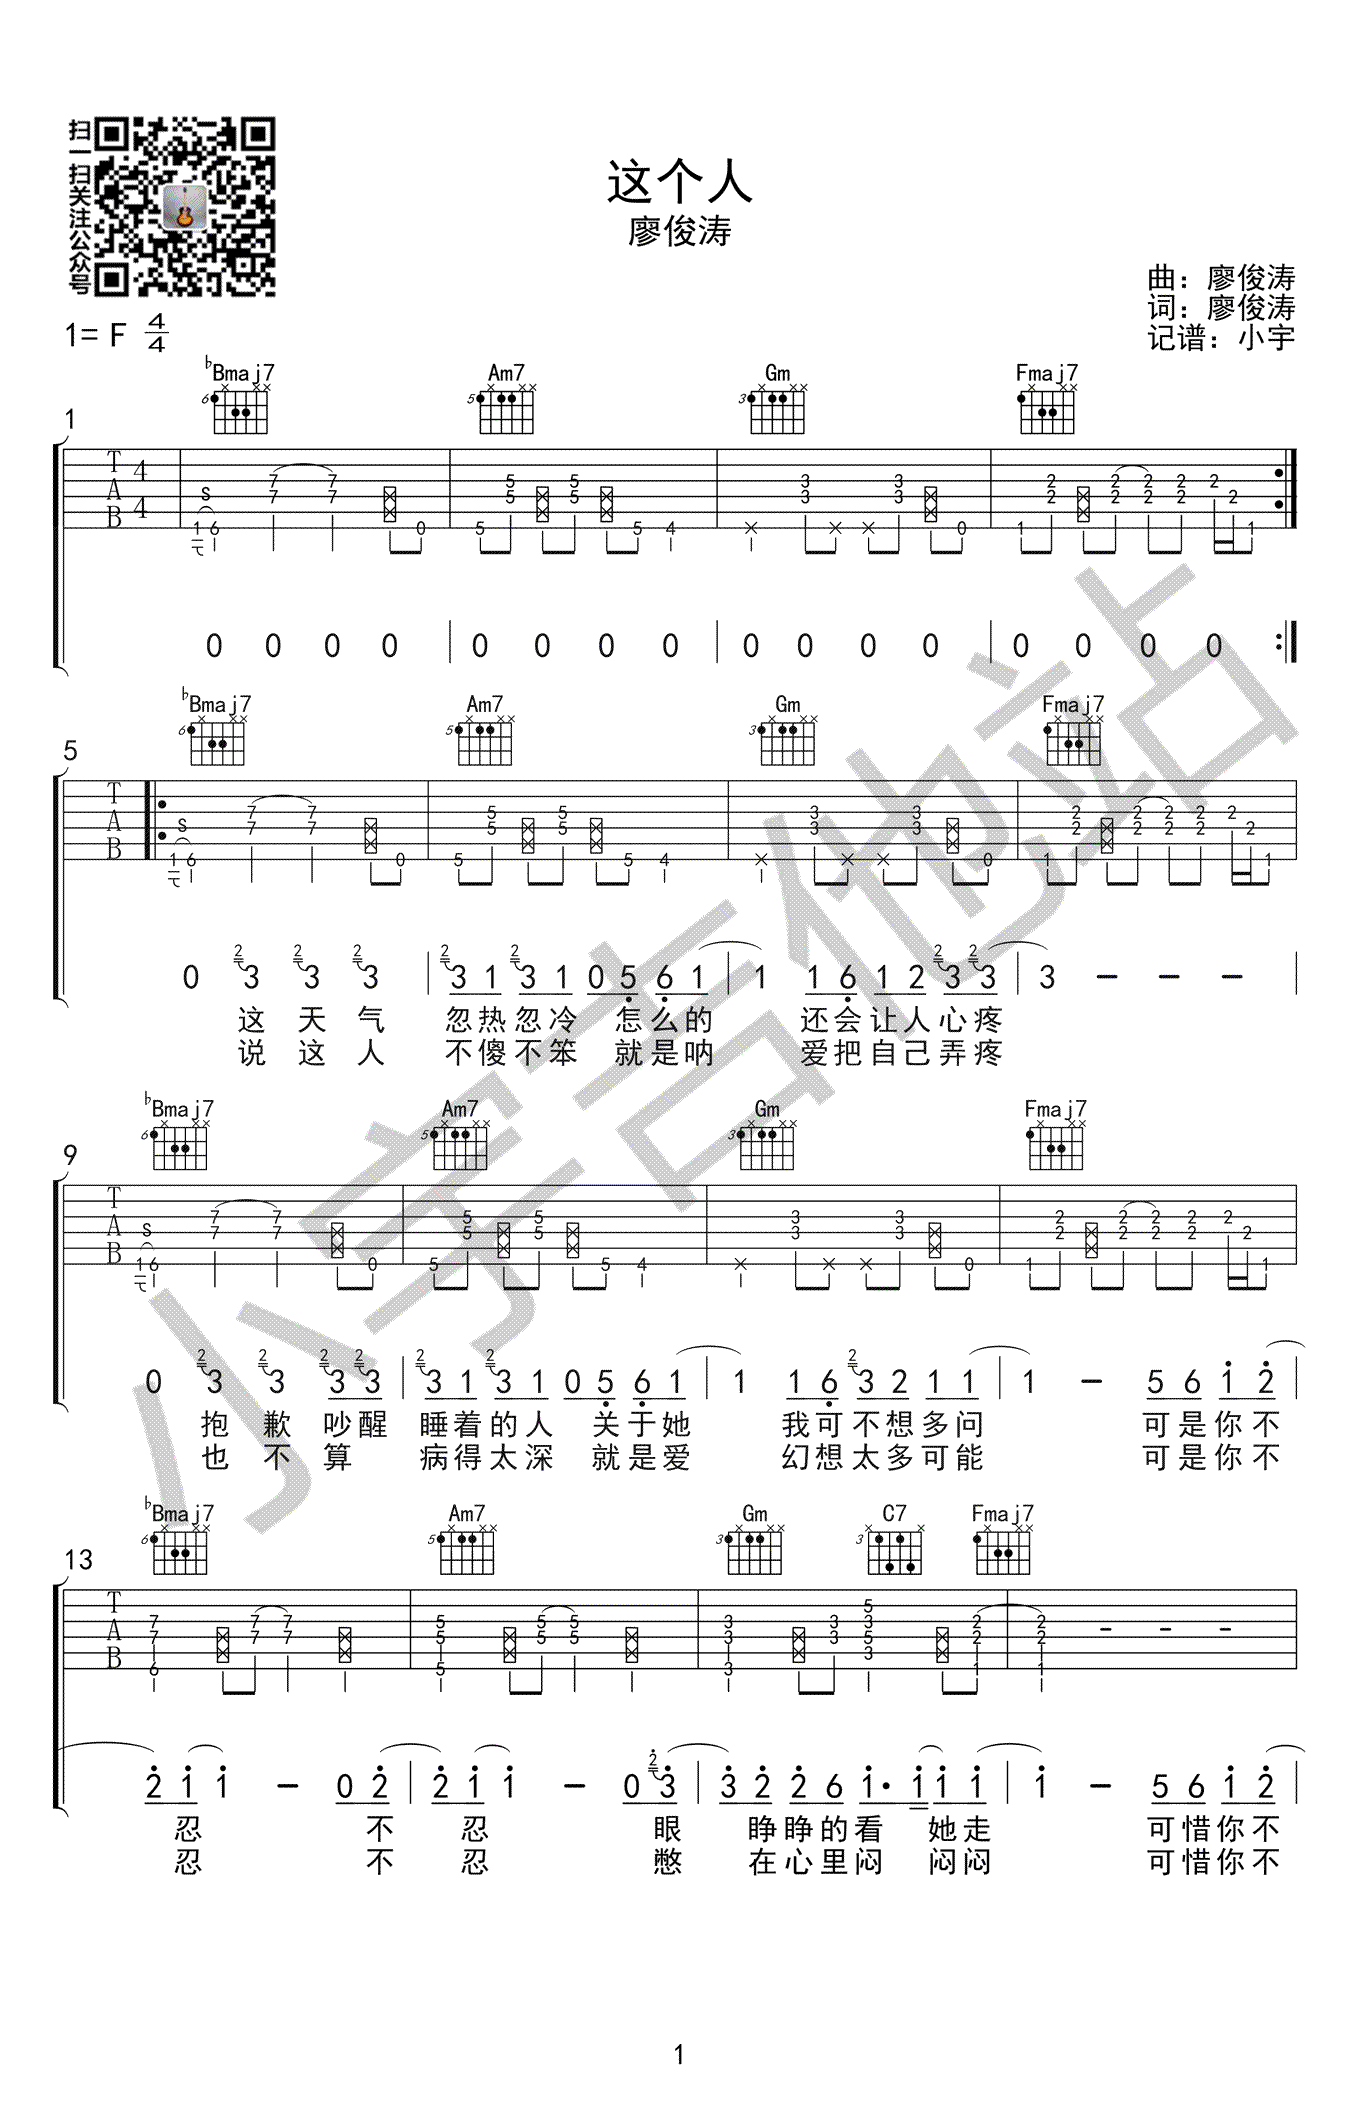 扫一扫关注公众号
这个人
廖俊涛
曲：廖俊涛
词：廖俊涛
记谱：小宇
1= F 4/4
♭Bmaj7 Am7 Gm Fmaj7
1
0 0 0 0 0 0 0 0 0 0 0 0 0 0 0 0
♭Bmaj7 Am7 Gm Fmaj7
5
0 3 3 3 3 1 3 1 0 5 6 1 1 1 6 1 2 3 3 3 - - -
这 天 气 忽热忽冷 怎么的 还会让人心疼
说 这 人 不傻不笨 就是呐 爱把自己弄疼
♭Bmaj7 Am7 Gm Fmaj7
9
0 3 3 3 3 3 1 3 1 0 5 6 1 1 1 6 3 2 1 1 1 - 5 6 1 2
抱 歉 吵醒 睡着的人 关于她 我可不想多问 可是你不
也 不 算 病得太深 就是爱 幻想太多可能 可是你不
♭Bmaj7 Am7 Gm C7 Fmaj7
13
2 1 1 - 0 2 2 1 1 - 0 3 3 2 2 6 1· 1 1 1 1 - 5 6 1 2
忍 不 忍 眼 睁睁的看 她走 可惜你不
忍 不 忍 憋 在心里闷 闷闷 可惜你不
小宇吉他站
1